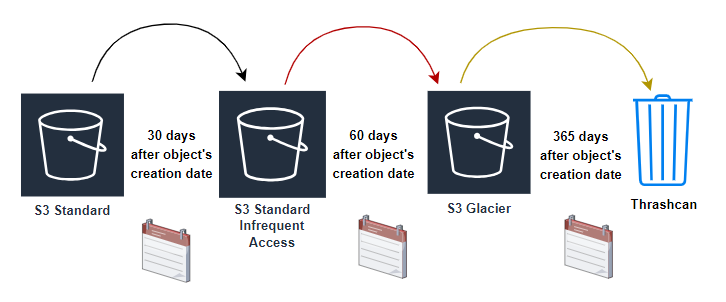 30 days
after object's
creation date
60 days
after object's
creation date
365 days
after object's
creation date
S3 Standard
S3 Standard
Infrequent
Access
S3 Glacier
Thrashcan